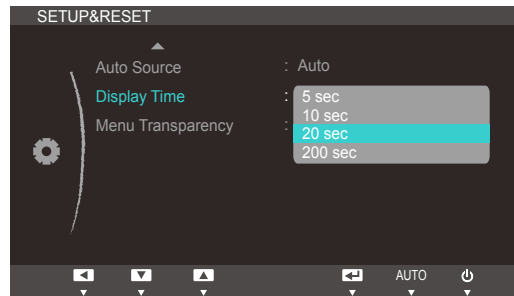 SETUP&RESET
Auto Source : Auto
Display Time : 5 sec
10 sec
Menu Transparency : 20 sec
200 sec
AUTO